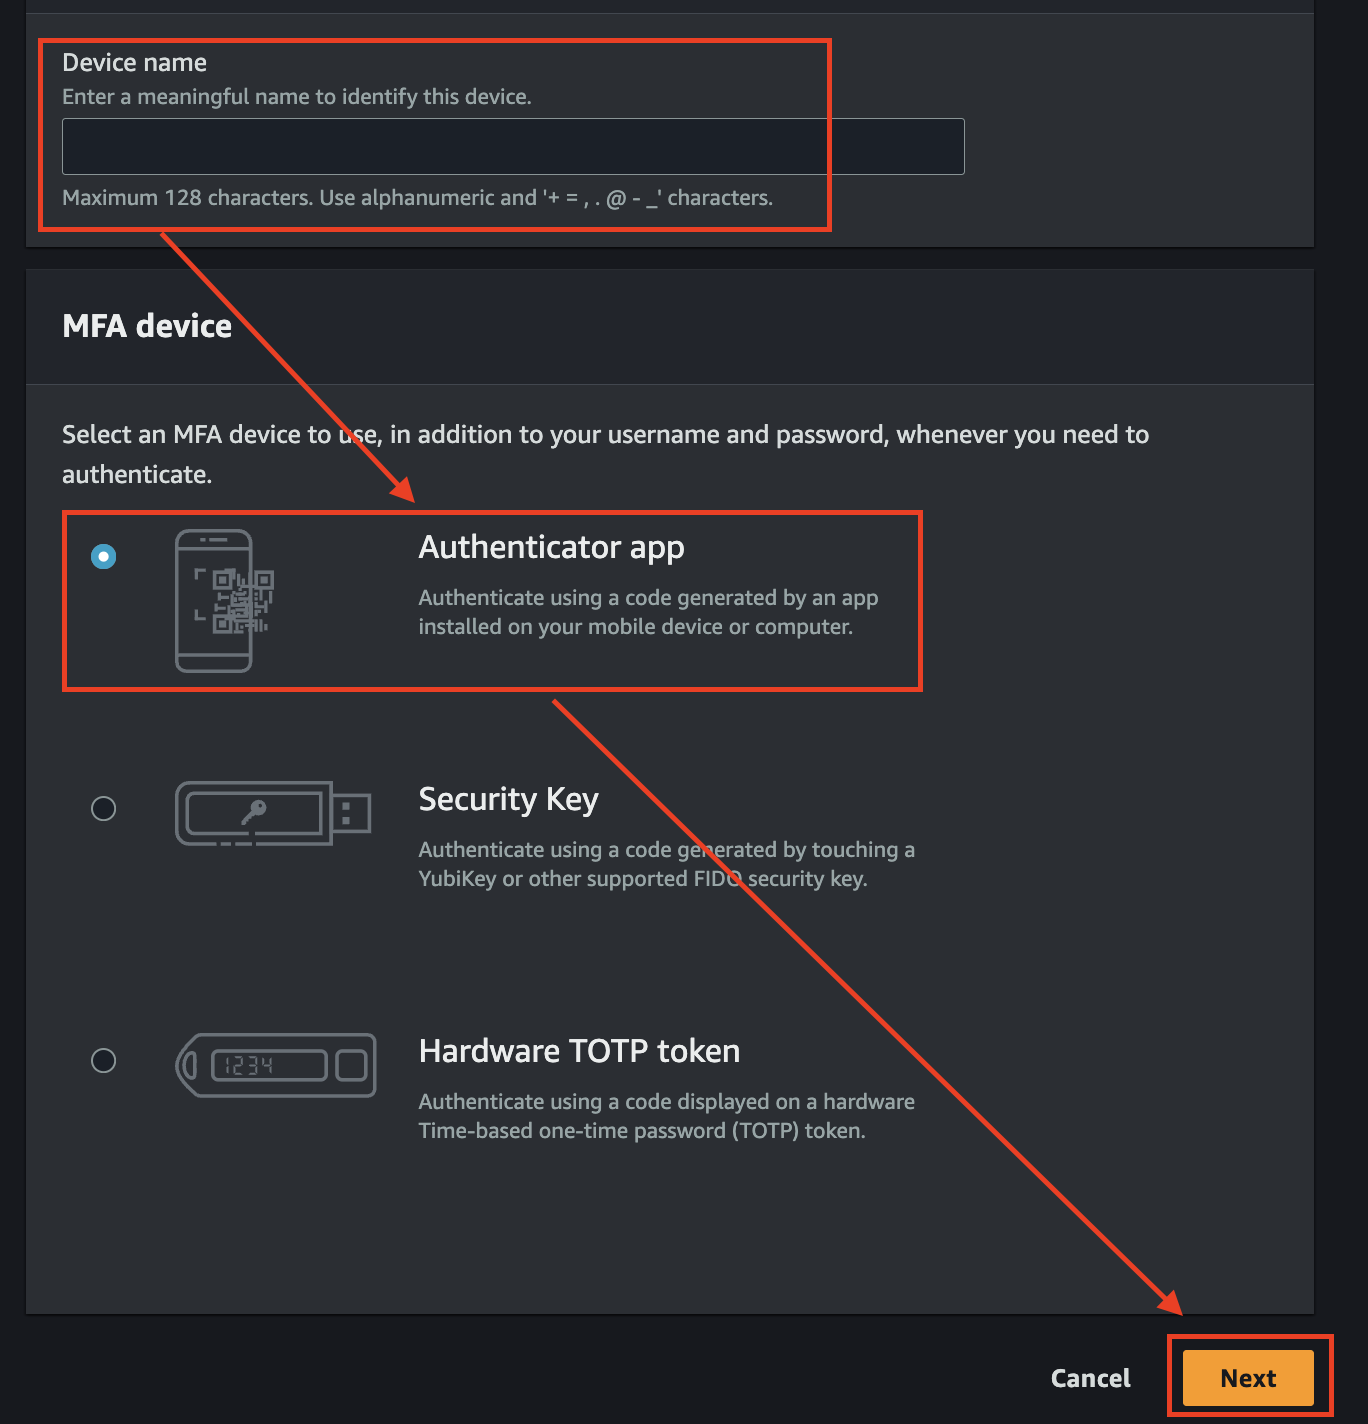 Device name
Enter a meaningful name to identify this device.
Maximum 128 characters. Use alphanumeric and '+ = , . @ - _' characters.
MFA device
Select an MFA device to use, in addition to your username and password, whenever you need to
authenticate.
Authenticator app
Authenticate using a code generated by an app
installed on your mobile device or computer.
Security Key
Authenticate using a code generated by touching a
YubiKey or other supported FIDO security key.
1234
Hardware TOTP token
Authenticate using a code displayed on a hardware
Time-based one-time password (TOTP) token.
Cancel
Next